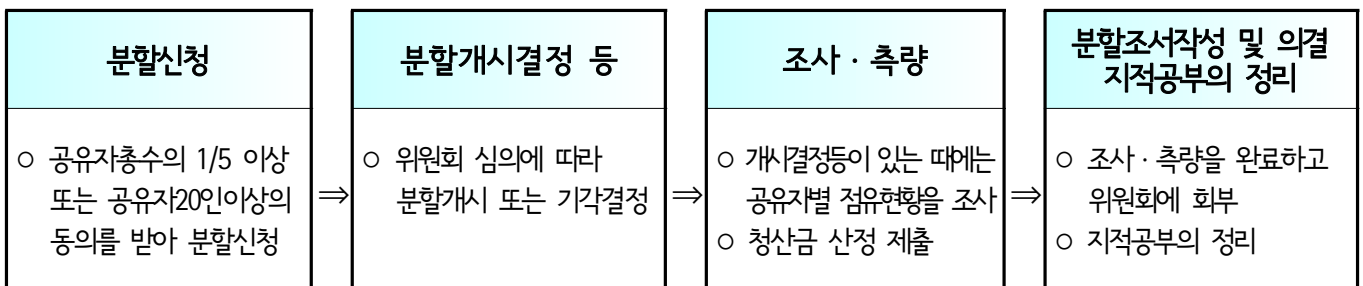 분할신청
○ 공유자총수의 1/5 이상
또는 공유자20인이상의
동의를 받아 분할신청
⇒
분할개시결정 등
○ 위원회 심의에 따라
분할개시 또는 기각결정
⇒
조사 · 측량
○ 개시결정등이 있는 때에는
공유자별 점유현황을 조사
○ 청산금 산정 제출
⇒
분할조서작성 및 의결
지적공부의 정리
○ 조사 · 측량을 완료하고
위원회에 회부
○ 지적공부의 정리